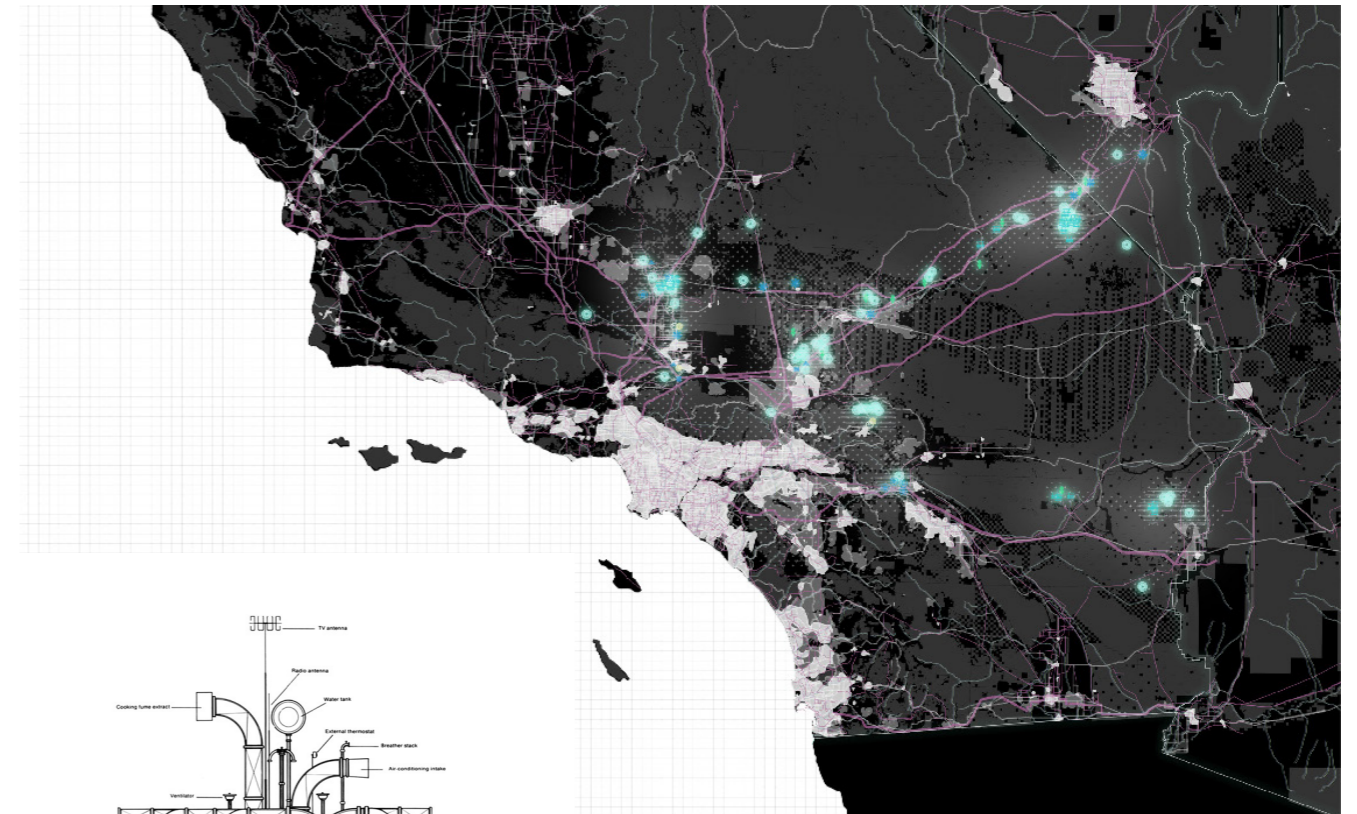 TV antenna
Radio antenna
Water tank
Cooking fume extract
External thermostat
Breather stack
Air-conditioning intake
Ventilator